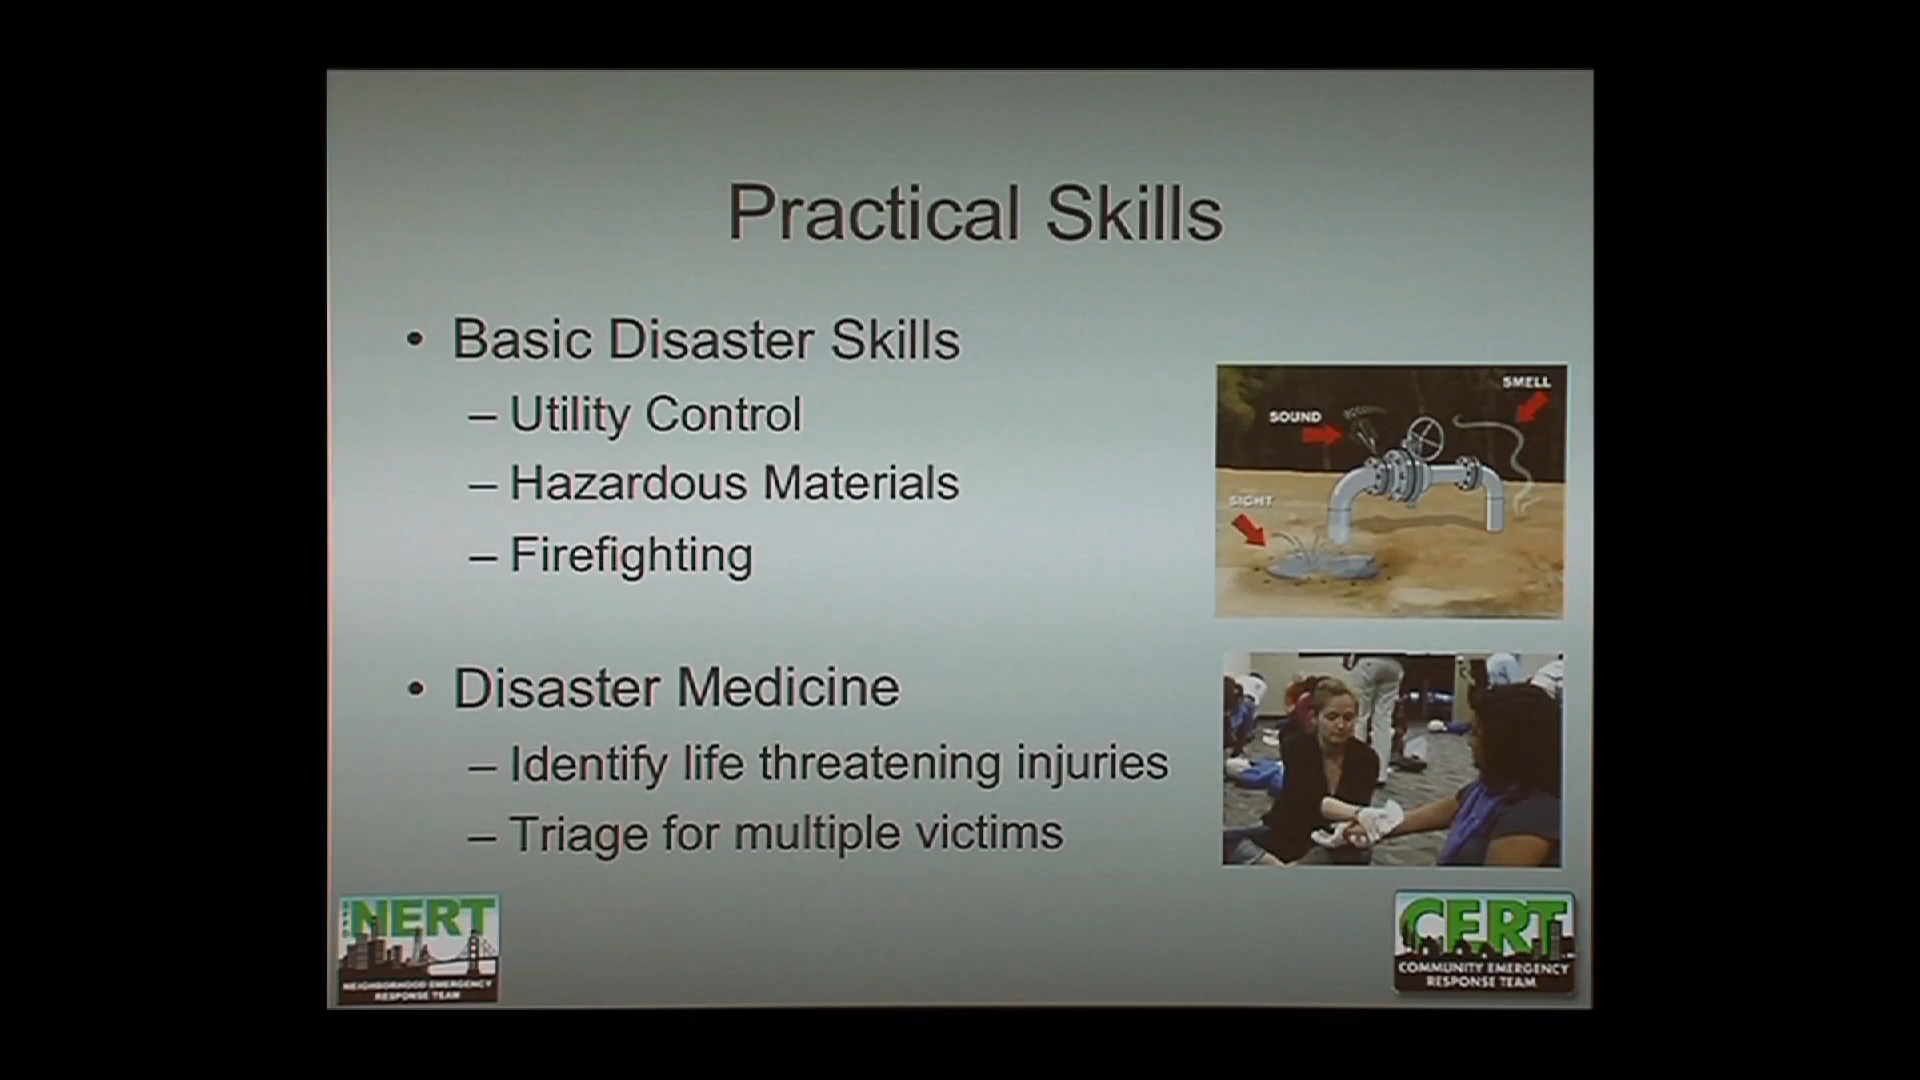 Practical Skills
• Basic Disaster Skills
– Utility Control
– Hazardous Materials
– Firefighting
• Disaster Medicine
– Identify life threatening injuries
– Triage for multiple victims
SMELL
SOUND
SIGHT
NERT
NEIGHBORHOOD EMERGENCY
RESPONSE TEAM
CERT
COMMUNITY EMERGENCY
RESPONSE TEAM